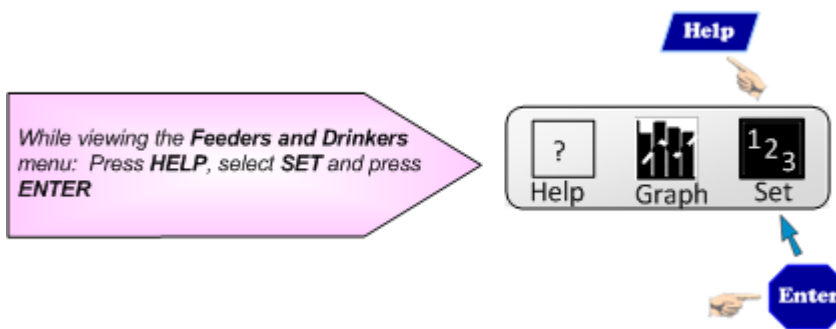 Help
While viewing the Feeders and Drinkers
menu: Press HELP, select SET and press
ENTER
?
1 2 3
Help Graph Set
Enter